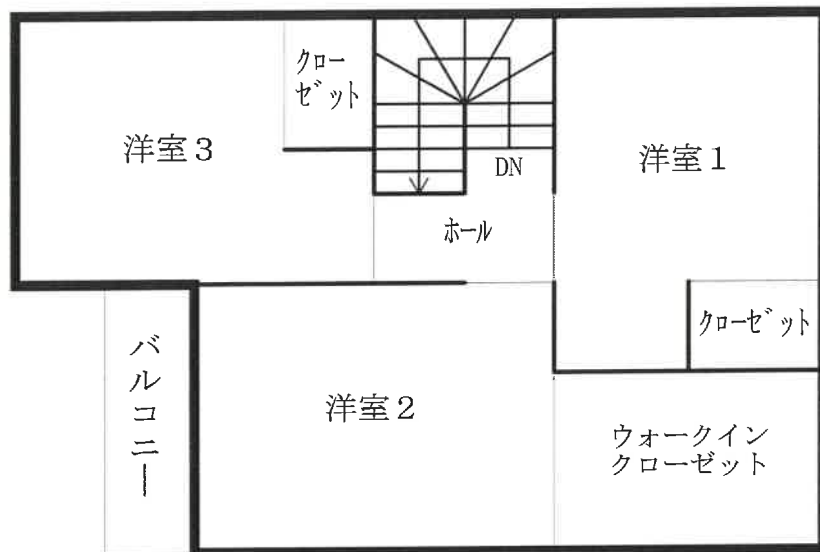 クロー
ゼット
洋室３
洋室１
DN
ホール
クローゼット
バルコニー
洋室２
ウォークイン
クローゼット